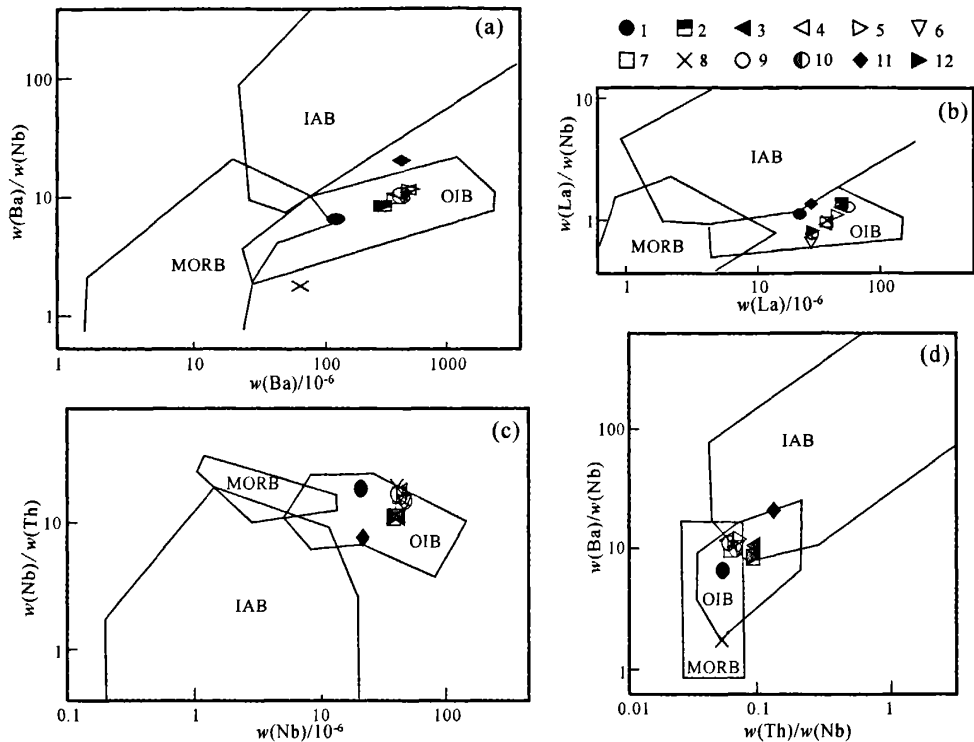 (a)
100
10
1
w(Ba)/w(Nb)
IAB
OIB
MORB
1 10 100 1000
w(Ba)/10⁻⁶
1 2 3 4 5 6
7 8 9 10 11 12
(b)
10
1
w(La)/w(Nb)
IAB
MORB
OIB
1 10 100
w(La)/10⁻⁶
(c)
10
1
w(Nb)/w(Th)
MORB
OIB
IAB
0.1 1 10 100
w(Nb)/10⁻⁶
(d)
100
10
1
w(Ba)/w(Nb)
IAB
OIB
MORB
0.01 0.1 1
w(Th)/w(Nb)